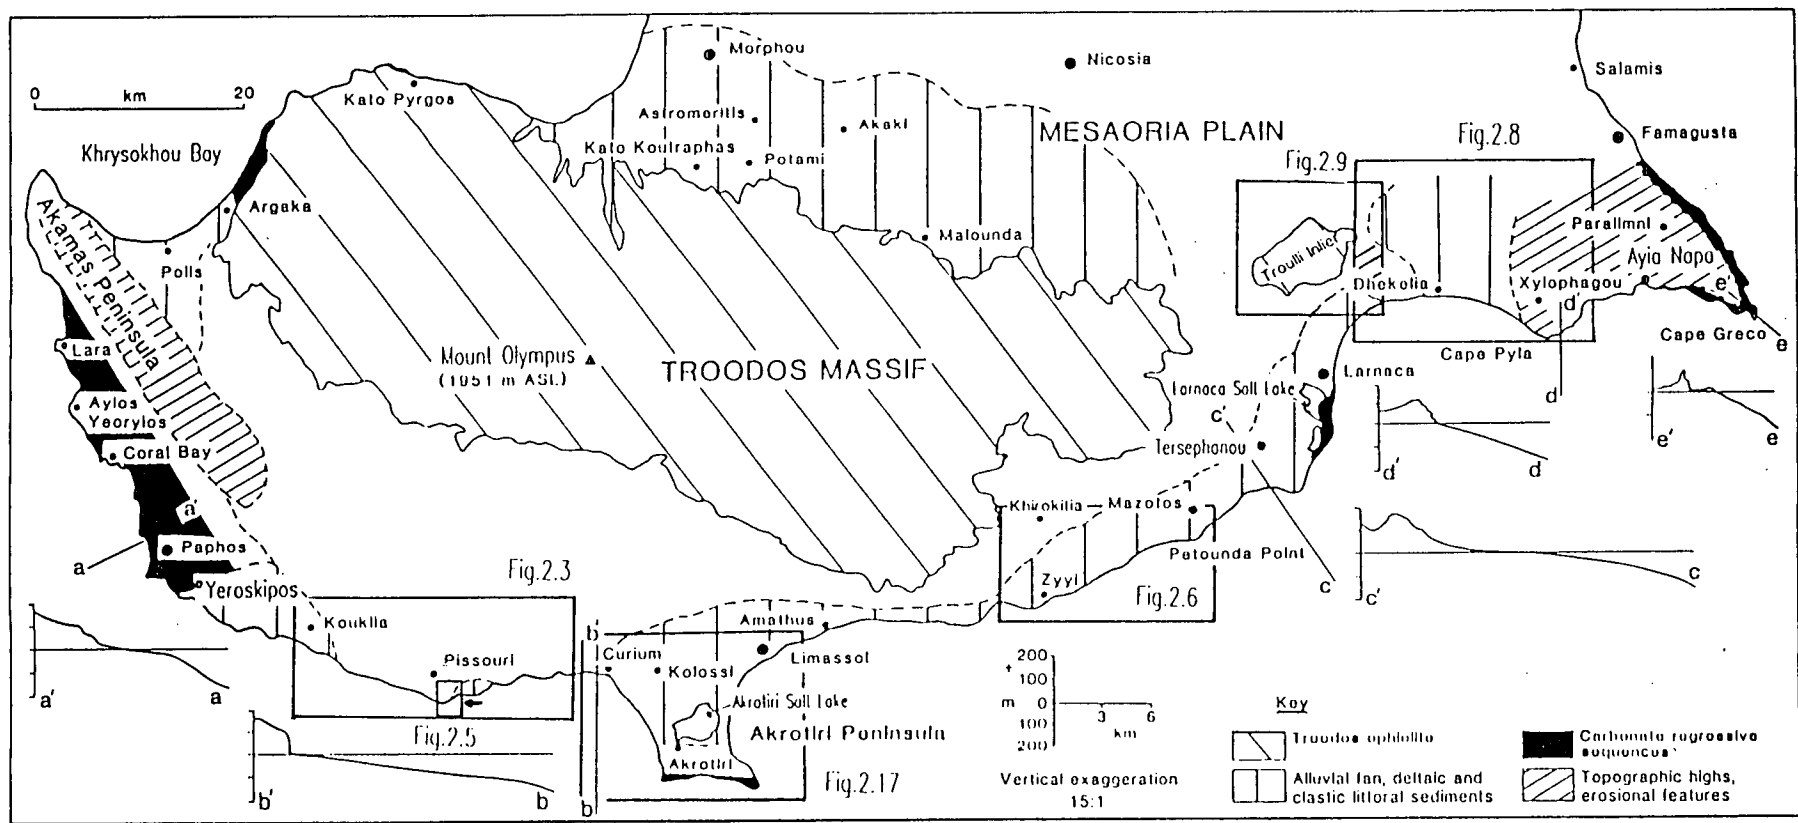 Morphou
Nicosia
Salamis
0 km 20
Kato Pyrgos
Astromoritis
Akaki
MESAORIA PLAIN
Fig.2.8
Famagusta
Khrysokhou Bay
Kato Koutraphas
Potami
Fig.2.9
Argaka
Malounda
Troulli Inlier
Parallmni
Ayia Napa
Akamas Peninsula
Polis
Dhekelia
Xylophagou
e'
d'
Cape Greco
e
Lara
Mount Olympus
(1951 m ASL)
TROODOS MASSIF
Cape Pyla
Larnaca
Larnaca Salt Lake
d
Ayios
Yeoryios
c'
Coral Bay
Tersephanou
e'
e
d'
d
a'
Khirokitia
Mazotos
Paphos
a
Petounda Point
Fig.2.3
Yeroskipos
Zyyi
Fig.2.6
c
c'
c
Kouklia
Amathus
b'
Curium
Limassol
Pissouri
Kolossi
a'
a
Akrotiri Salt Lake
Akrotiri Peninsula
Fig.2.5
Akrotiri
Fig.2.17
b'
b
b
200
+ 100
m 0
100
200
3 6
km
Vertical exaggeration
15:1
Key
Troodos ophiolite
Alluvial fan, deltaic and
clastic littoral sediments
Carbonate regressive
sequences
Topographic highs,
erosional features